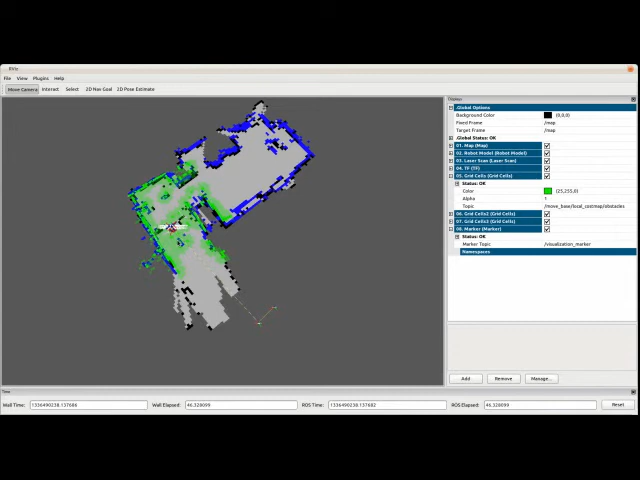 RViz
File View Plugins Help
Move Camera Interact Select 2D Nav Goal 2D Pose Estimate
Displays
.Global Options
Background Color (0,0,0)
Fixed Frame /map
Target Frame /map
.Global Status: OK
01. Map (Map)
02. Robot Model (Robot Model)
03. Laser Scan (Laser Scan)
04. TF (TF)
05. Grid Cells (Grid Cells)
Status: OK
Color (25,255,0)
Alpha 1
Topic /move_base/local_costmap/obstacles
06. Grid Cells2 (Grid Cells)
07. Grid Cells3 (Grid Cells)
08. Marker (Marker)
Status: OK
Marker Topic /visualization_marker
Namespaces
Add Remove Manage...
Time
Wall Time: 1336490238.137606 Wall Elapsed: 46.328099 ROS Time: 1336490238.137602 ROS Elapsed: 46.328099 Reset